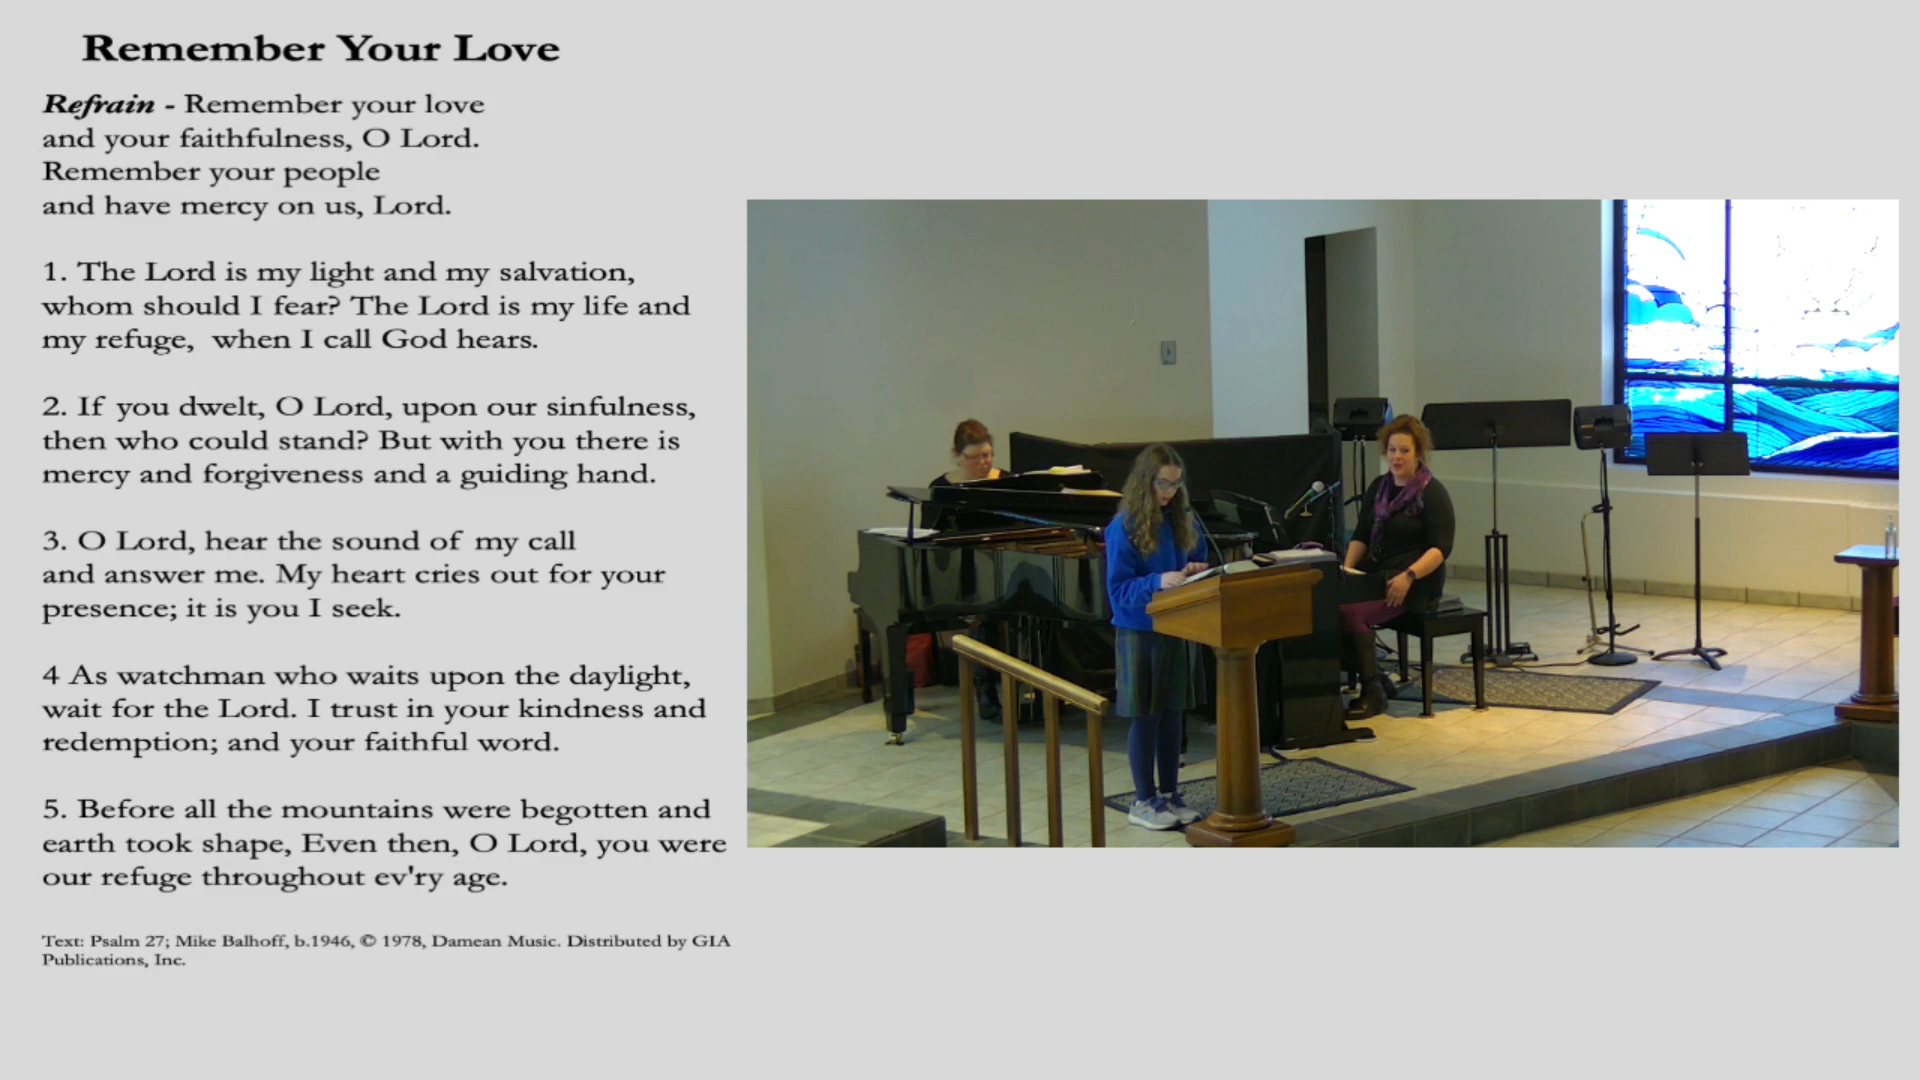 Remember Your Love
Refrain - Remember your love
and your faithfulness, O Lord.
Remember your people
and have mercy on us, Lord.
1. The Lord is my light and my salvation,
whom should I fear? The Lord is my life and
my refuge, when I call God hears.
2. If you dwelt, O Lord, upon our sinfulness,
then who could stand? But with you there is
mercy and forgiveness and a guiding hand.
3. O Lord, hear the sound of my call
and answer me. My heart cries out for your
presence; it is you I seek.
4 As watchman who waits upon the daylight,
wait for the Lord. I trust in your kindness and
redemption; and your faithful word.
5. Before all the mountains were begotten and
earth took shape, Even then, O Lord, you were
our refuge throughout ev'ry age.
Text: Psalm 27; Mike Balhoff, b.1946, © 1978, Damean Music. Distributed by GIA
Publications, Inc.